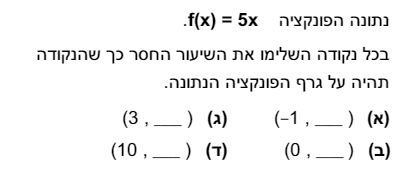 נתונה הפונקציה f(x) = 5x.
בכל נקודה השלימו את השיעור החסר כך שהנקודה
תהיה על גרף הפונקציה הנתונה.
(א) (−1 , ___ ) (ג) (3 , ___ )
(ב) (0 , ___ ) (ד) (10 , ___ )